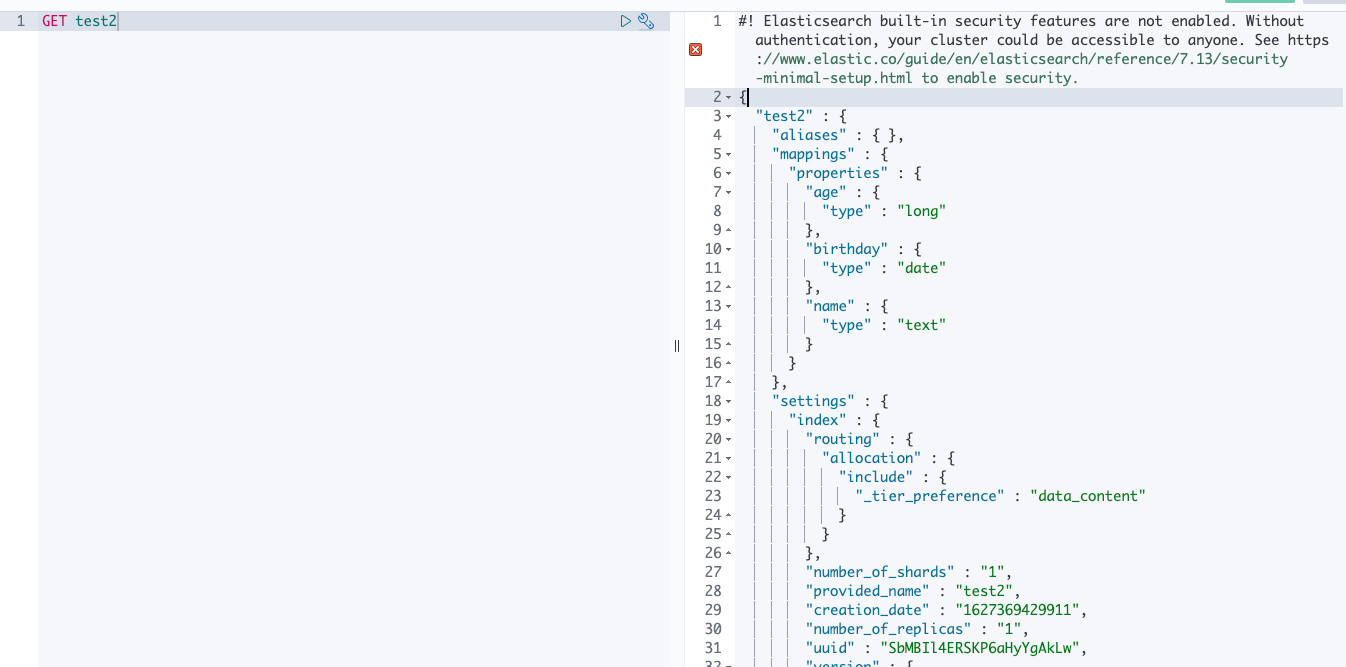 1 GET test2
1 #! Elasticsearch built-in security features are not enabled. Without
authentication, your cluster could be accessible to anyone. See https
://www.elastic.co/guide/en/elasticsearch/reference/7.13/security
-minimal-setup.html to enable security.
2 {
3 "test2" : {
4 "aliases" : { },
5 "mappings" : {
6 "properties" : {
7 "age" : {
8 "type" : "long"
9 },
10 "birthday" : {
11 "type" : "date"
12 },
13 "name" : {
14 "type" : "text"
15 }
16 }
17 },
18 "settings" : {
19 "index" : {
20 "routing" : {
21 "allocation" : {
22 "include" : {
23 "_tier_preference" : "data_content"
24 }
25 }
26 },
27 "number_of_shards" : "1",
28 "provided_name" : "test2",
29 "creation_date" : "1627369429911",
30 "number_of_replicas" : "1",
31 "uuid" : "SbMBIl4ERSKP6aHyYgAkLw",
32 "version" : {